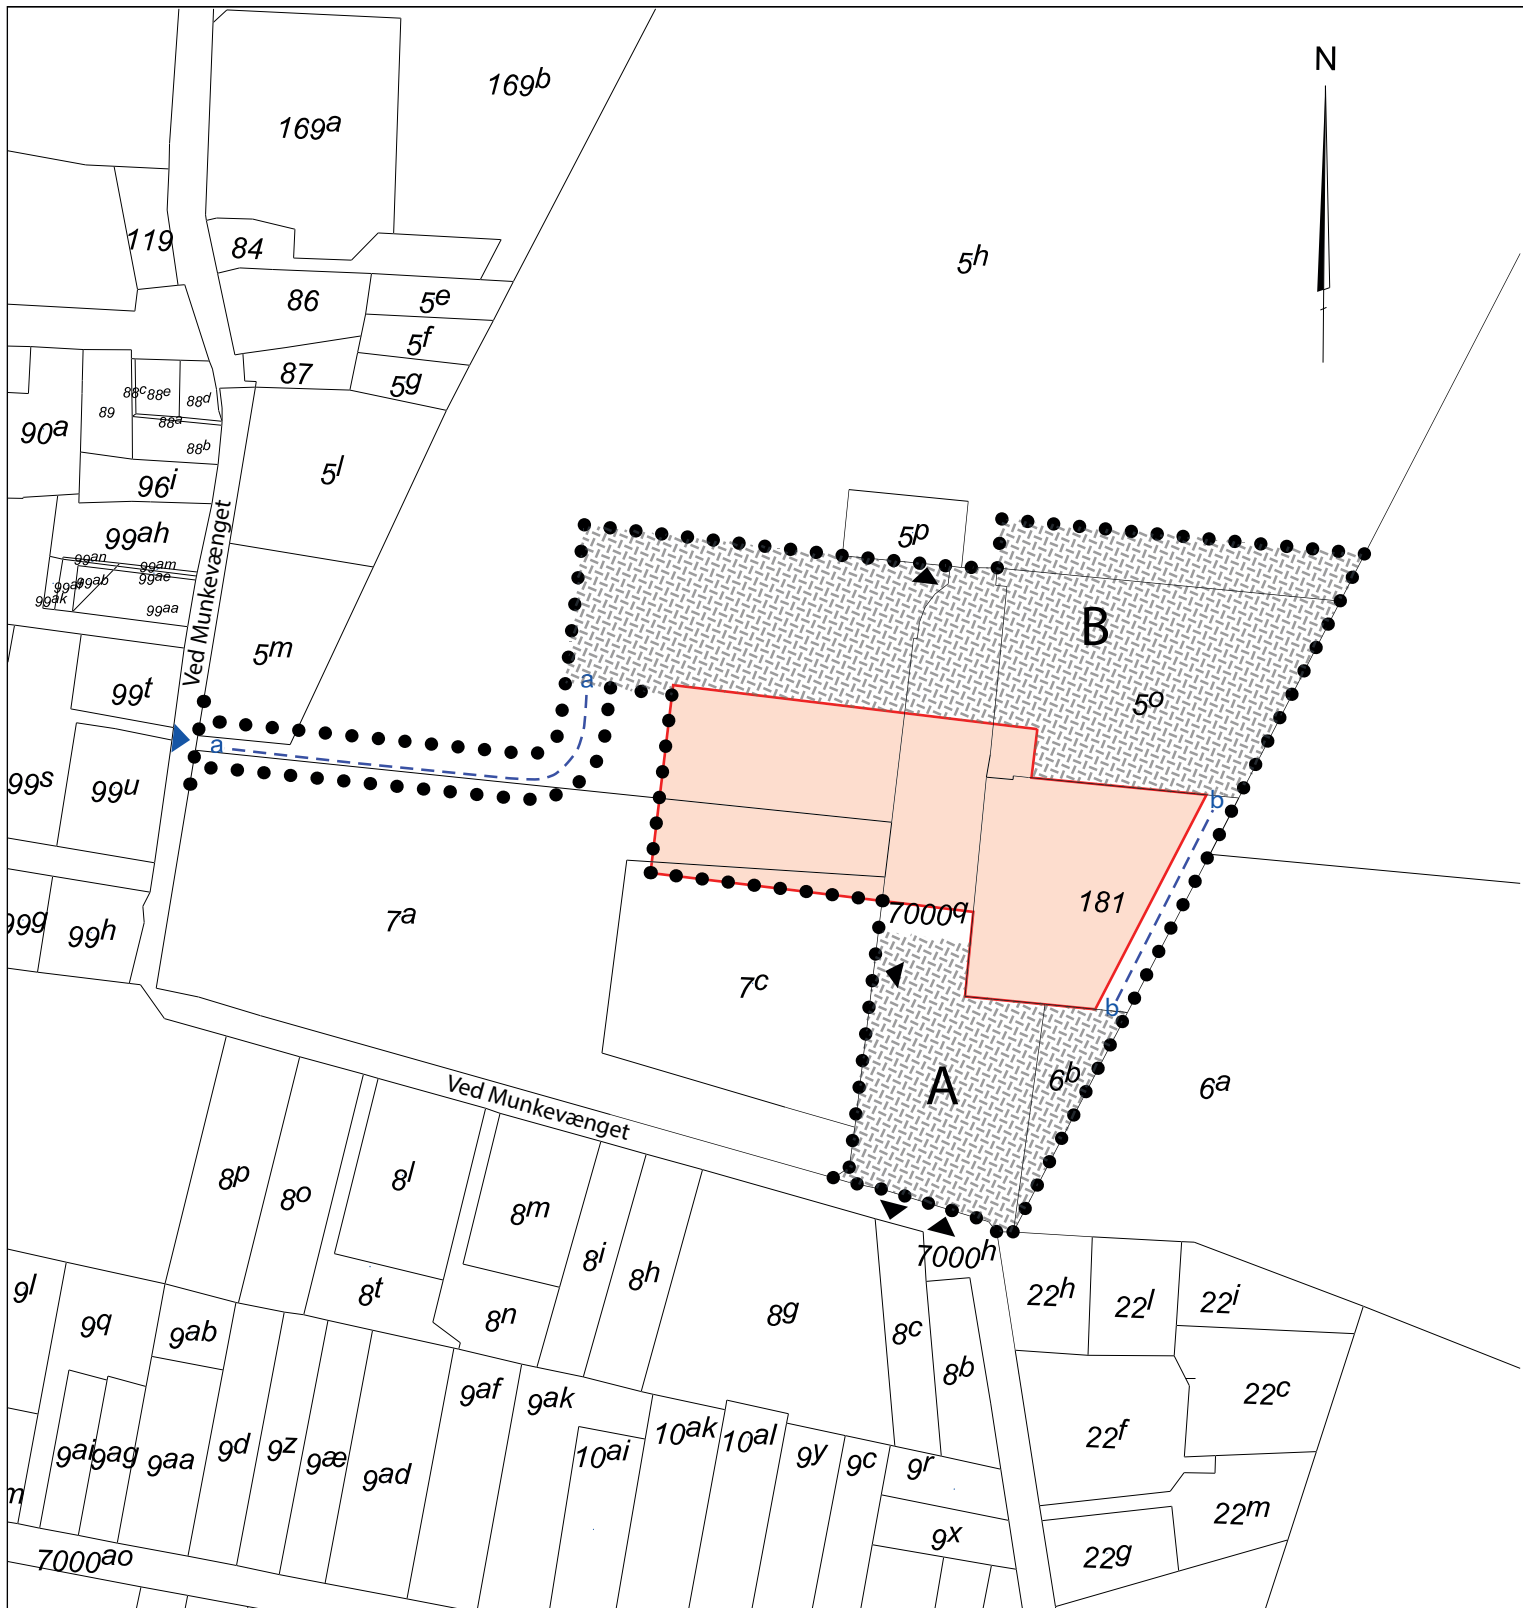 N
169b
169a
119
84
5h
86
5e
5f
87
5g
88c
88e
88d
89
88a
88b
90a
96i
5l
99ah
99an
99am
99ae
99ab
99ak
99aa
Ved Munkevænget
5p
B
5m
99t
a
5o
a
99s
99u
b
181
7a
7000q
99g
99h
7c
b
A
6b
6a
Ved Munkevænget
8p
8o
8l
8m
8i
8h
7000h
9l
9q
9ab
8t
8n
8g
8c
8b
22h
22l
22i
22c
9af
9ak
10ai
10ak
10al
9y
9c
9r
22f
9ai
9ag
9aa
9d
9z
9æ
9ad
m
9x
22m
22g
7000ao